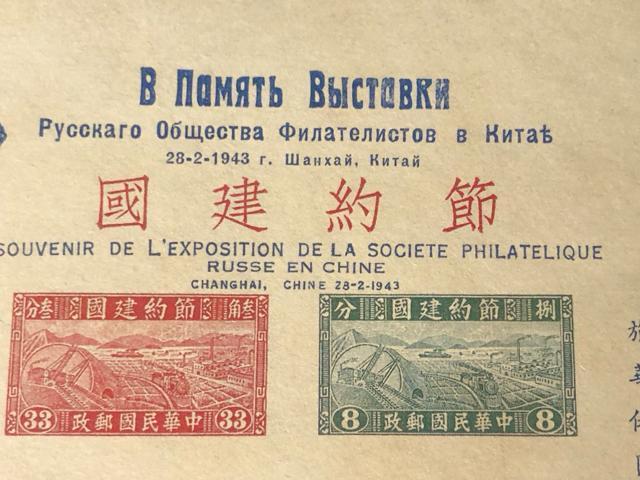 В Память Выставки
Русскаго Общества Филателистов в Китаѣ
28-2-1943 г. Шанхай, Китай
國建約節
SOUVENIR DE L'EXPOSITION DE LA SOCIETE PHILATELIQUE
RUSSE EN CHINE
CHANGHAI, CHINE 28-2-1943
分叁 國建約節 角叁
33 政郵國民華中 33
分 國建約節 捌
8 政郵國民華中 8